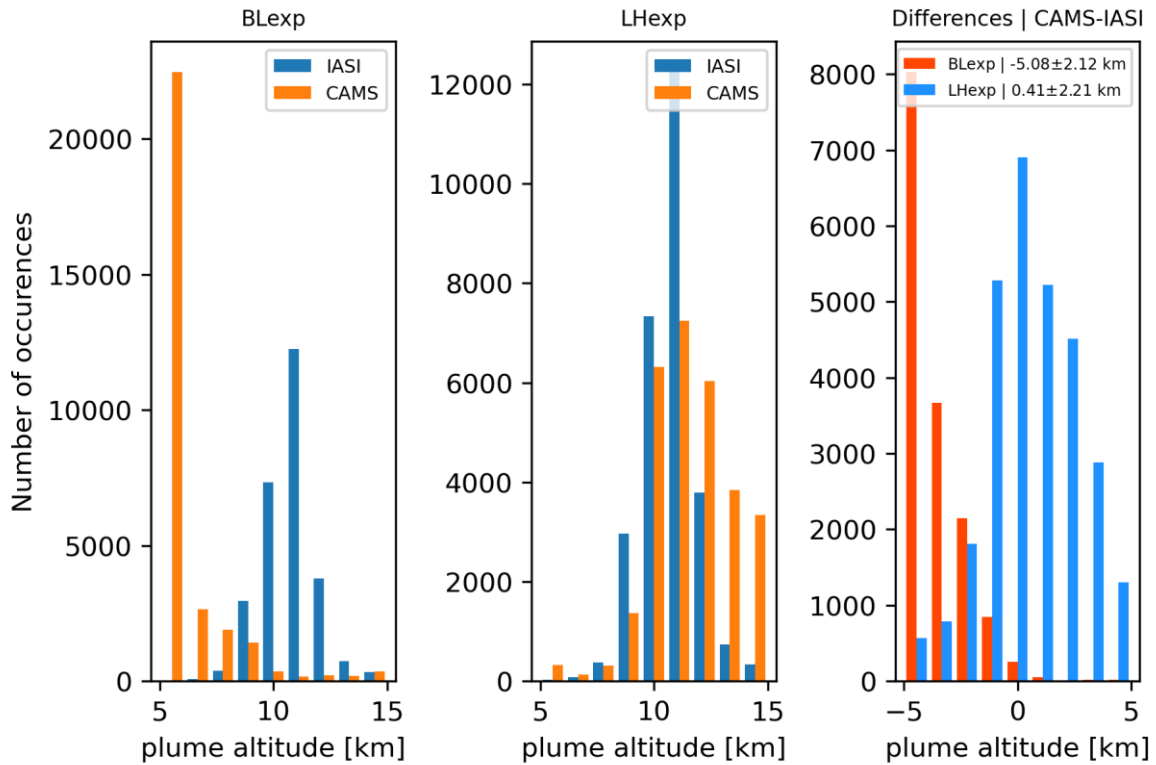 BLexp
IASI
CAMS
20000
15000
10000
5000
0
5
10
15
Number of occurences
plume altitude [km]
LHexp
IASI
CAMS
12000
10000
8000
6000
4000
2000
0
5
10
15
plume altitude [km]
Differences | CAMS-IASI
BLexp | -5.08±2.12 km
LHexp | 0.41±2.21 km
8000
7000
6000
5000
4000
3000
2000
1000
0
−5
0
5
plume altitude [km]